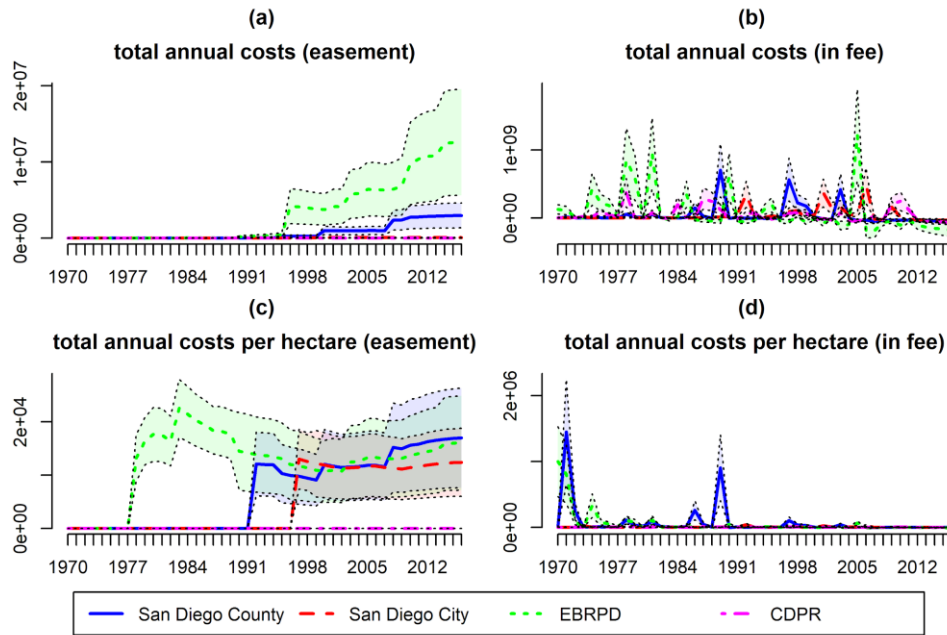 (a)
total annual costs (easement)
0e+00 1e+07 2e+07
1970 1977 1984 1991 1998 2005 2012
(b)
total annual costs (in fee)
0e+00 1e+09
1970 1977 1984 1991 1998 2005 2012
(c)
total annual costs per hectare (easement)
0e+00 2e+04
1970 1977 1984 1991 1998 2005 2012
(d)
total annual costs per hectare (in fee)
0e+00 2e+06
1970 1977 1984 1991 1998 2005 2012
San Diego County San Diego City EBRPD CDPR